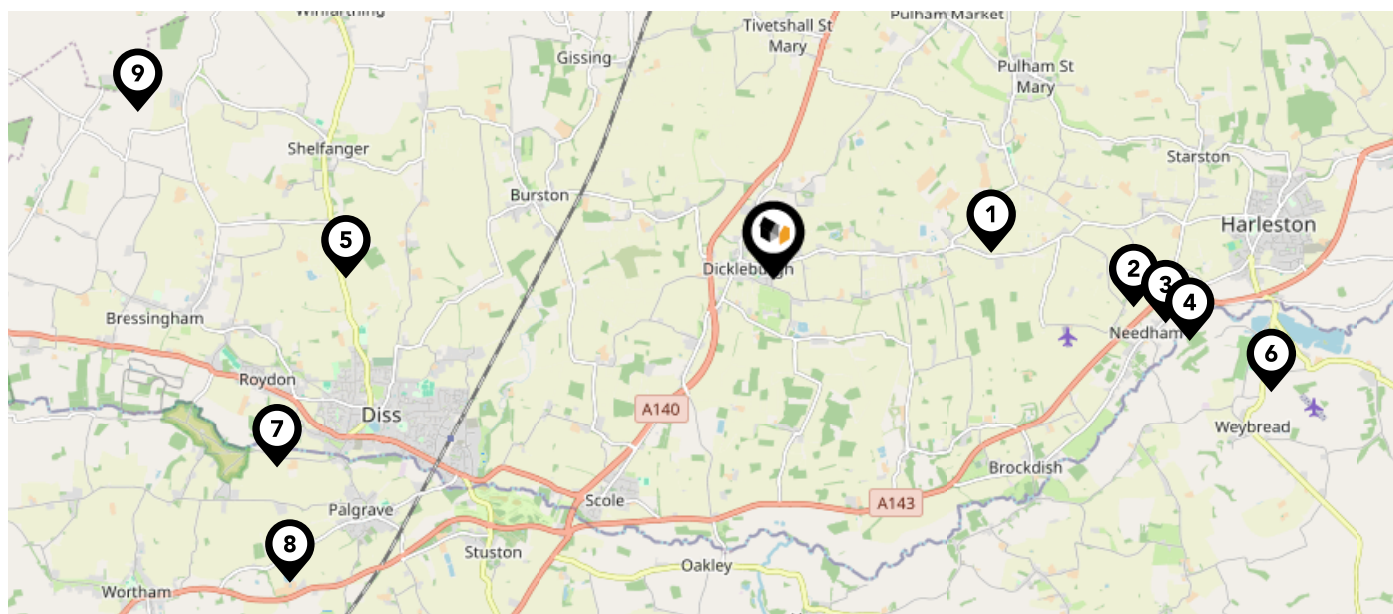 Winfarthing
Tivetshall St
Mary
Pulham Market
Gissing
9
Pulham St
Mary
Shelfanger
Starston
Burston
1
Harleston
5
Dickleburgh
2
3
4
Bressingham
Needham
6
Roydon
Diss
A140
7
Weybread
Brockdish
Scole
A143
Palgrave
8
Stuston
Oakley
Wortham